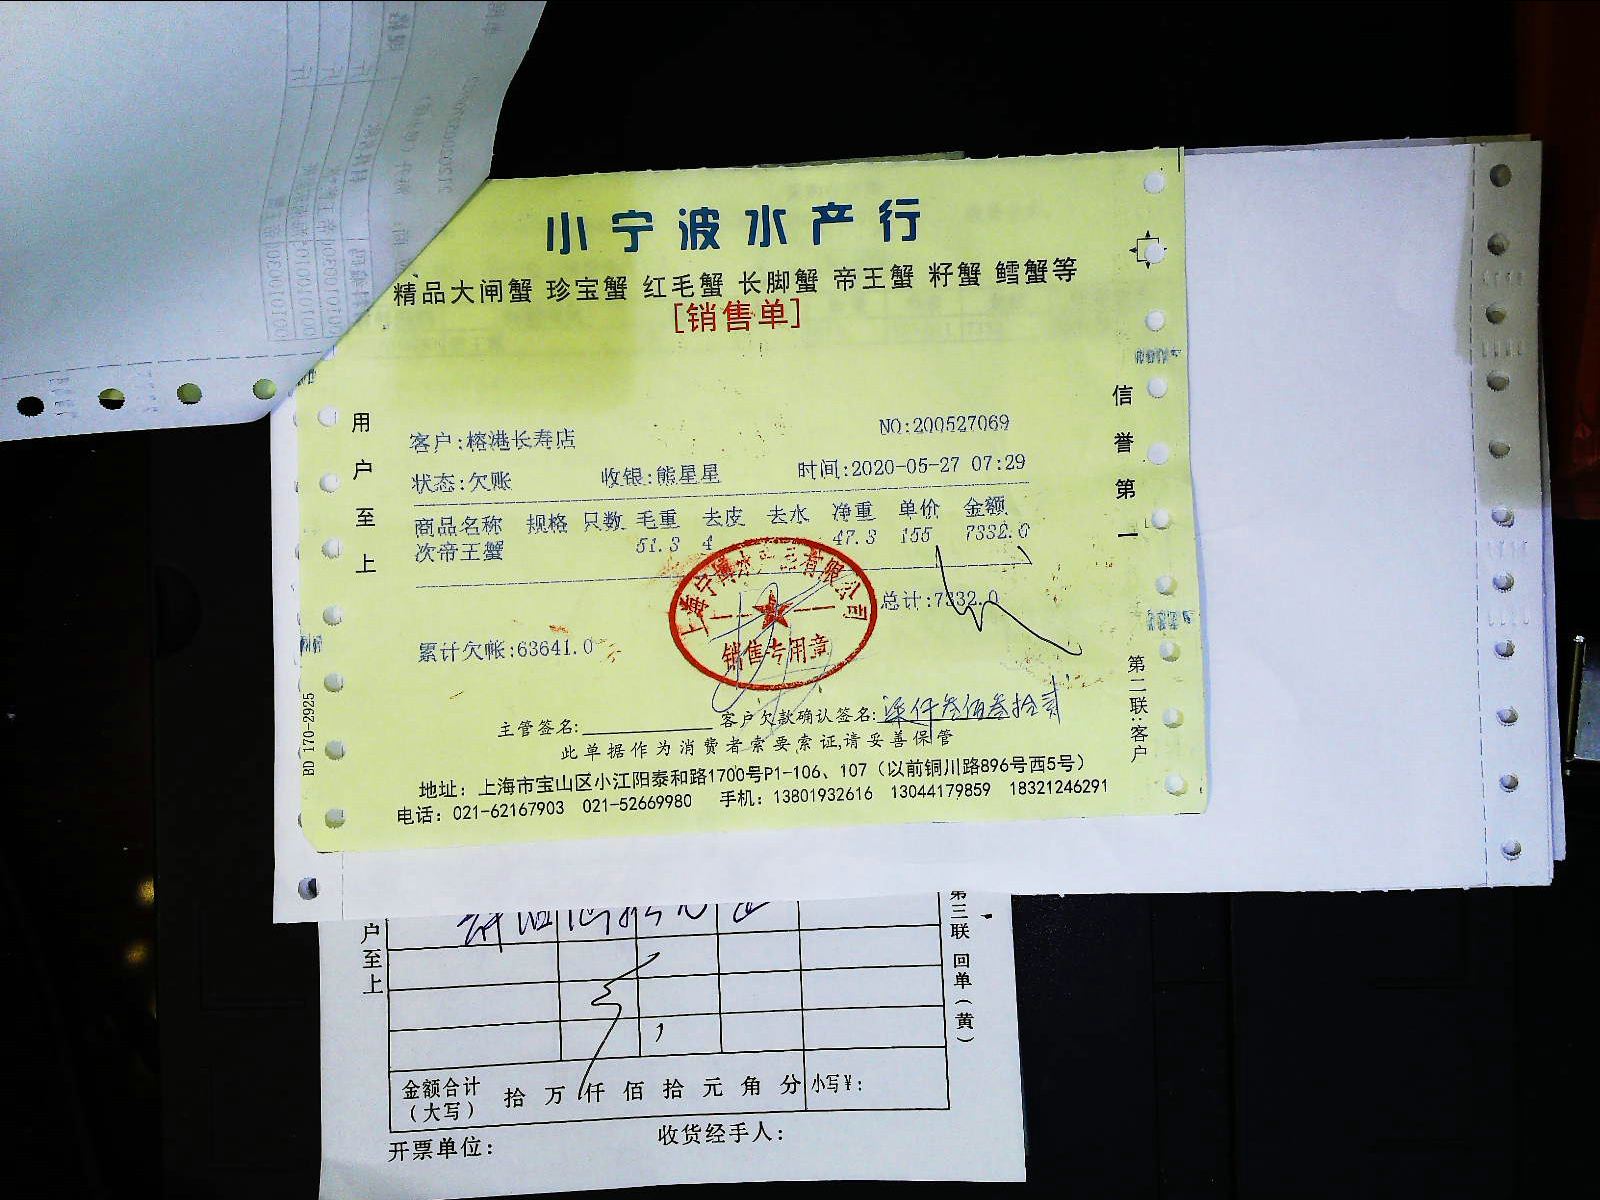 小宁波水产行
精品大闸蟹 珍宝蟹 红毛蟹 长脚蟹 帝王蟹 籽蟹 鳕蟹等
[销售单]
用户至上
信誉第一
客户:榕港长寿店
NO:200527069
状态:欠账 收银:熊星星 时间:2020-05-27 07:29
商品名称 规格 只数 毛重 去皮 去水 净重 单价 金额
次帝王蟹 51.3 4 47.3 155 7332.0
总计:7332.0
累计欠帐:63641.0
销售专用章
第二联:客户
BD 170-2925
主管签名: 客户欠款确认签名:柒仟叁佰叁拾贰
此单据作为消费者索要索证,请妥善保管
地址:上海市宝山区小江阳泰和路1700号P1-106、107(以前铜川路896号西5号)
电话:021-62167903 021-52669980 手机:13801932616 13044179859 18321246291
户至上
第三联 回单(黄)
金额合计(大写) 拾 万 仟 佰 拾 元 角 分 小写¥:
开票单位: 收货经手人: